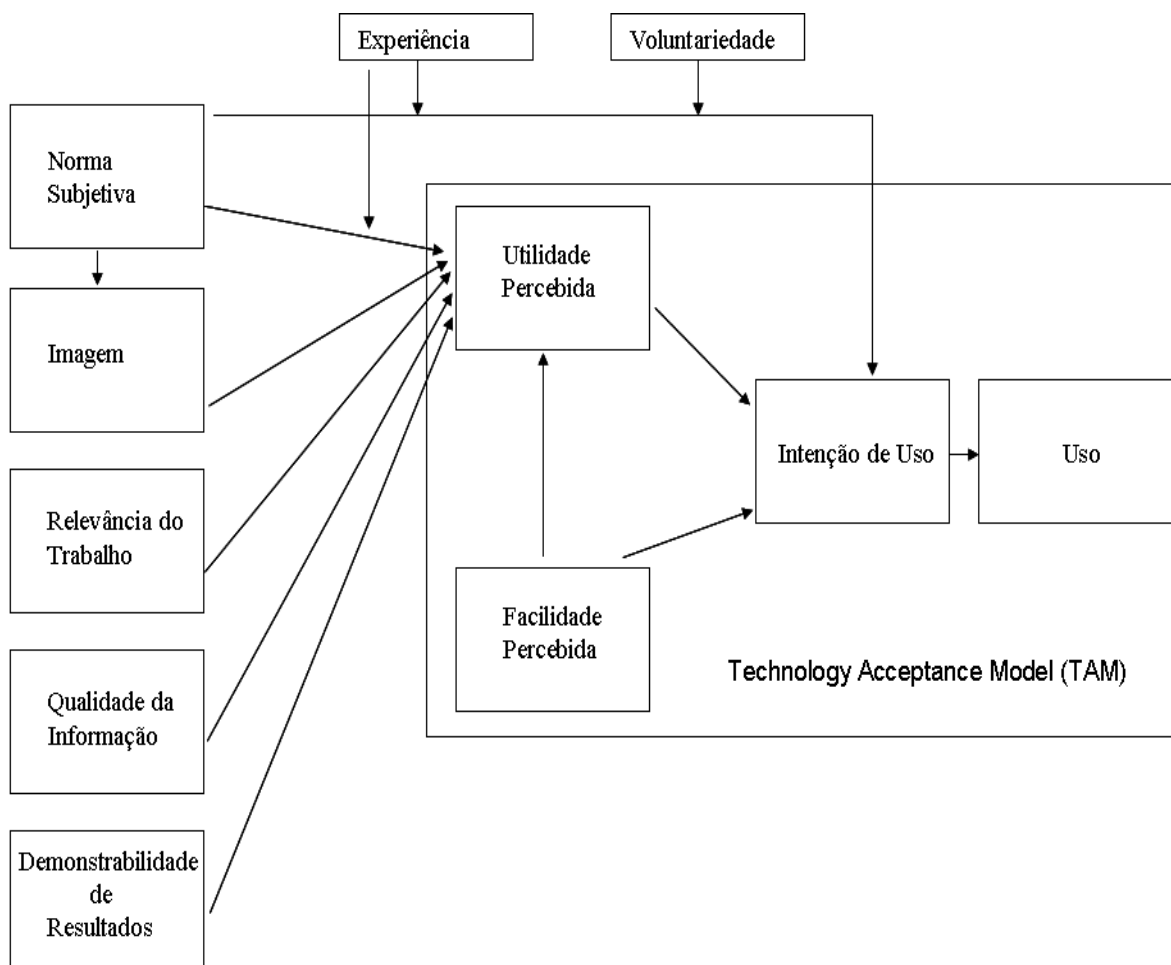 Experiência
Voluntariedade
Norma
Subjetiva
Imagem
Relevância do
Trabalho
Qualidade da
Informação
Demonstrabilidade
de
Resultados
Utilidade
Percebida
Facilidade
Percebida
Intenção de Uso
Uso
Technology Acceptance Model (TAM)